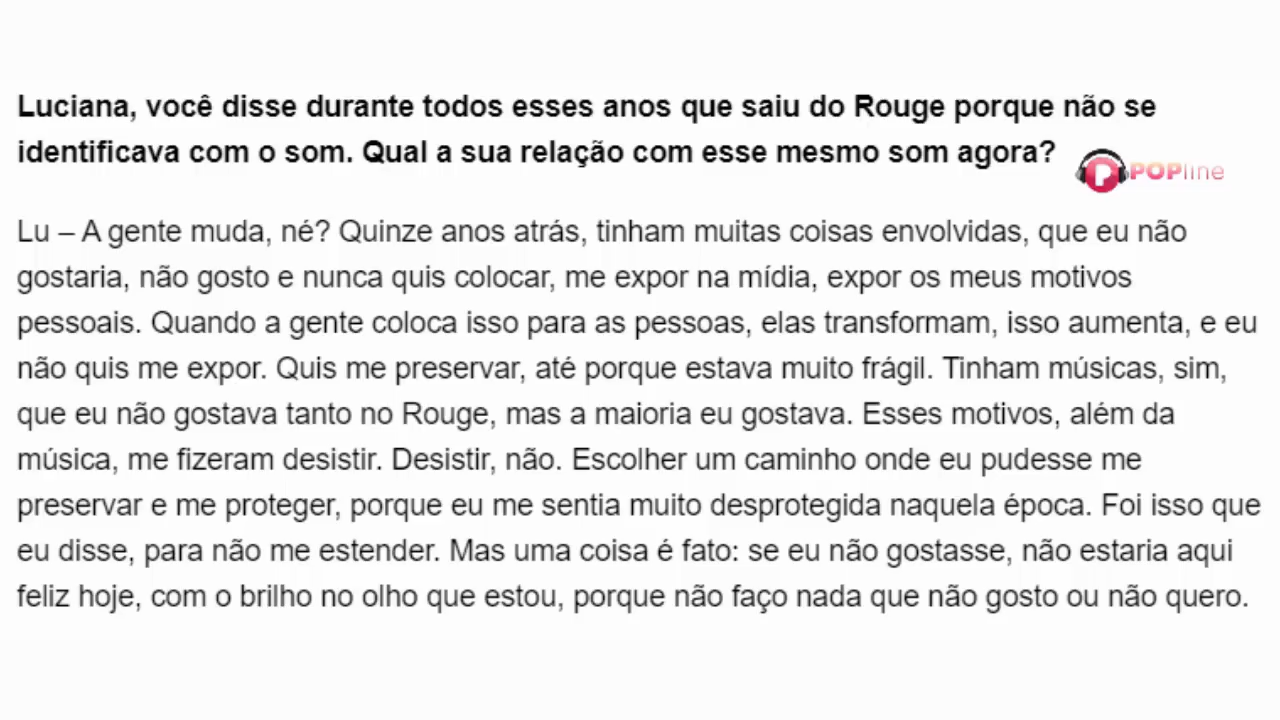 Luciana, você disse durante todos esses anos que saiu do Rouge porque não se
identificava com o som. Qual a sua relação com esse mesmo som agora?
POPline
Lu – A gente muda, né? Quinze anos atrás, tinham muitas coisas envolvidas, que eu não
gostaria, não gosto e nunca quis colocar, me expor na mídia, expor os meus motivos
pessoais. Quando a gente coloca isso para as pessoas, elas transformam, isso aumenta, e eu
não quis me expor. Quis me preservar, até porque estava muito frágil. Tinham músicas, sim,
que eu não gostava tanto no Rouge, mas a maioria eu gostava. Esses motivos, além da
música, me fizeram desistir. Desistir, não. Escolher um caminho onde eu pudesse me
preservar e me proteger, porque eu me sentia muito desprotegida naquela época. Foi isso que
eu disse, para não me estender. Mas uma coisa é fato: se eu não gostasse, não estaria aqui
feliz hoje, com o brilho no olho que estou, porque não faço nada que não gosto ou não quero.